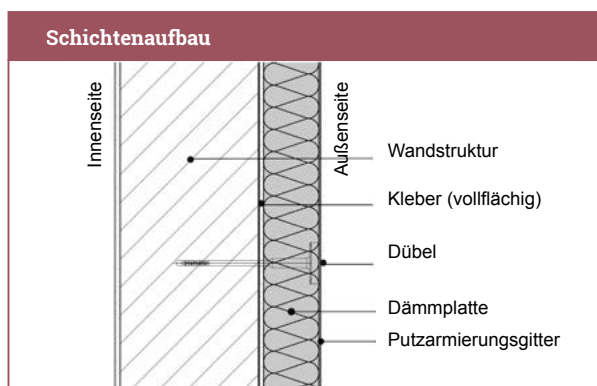 Schichtenaufbau
Innenseite
Außenseite
Wandstruktur
Kleber (vollflächig)
Dübel
Dämmplatte
Putzarmierungsgitter